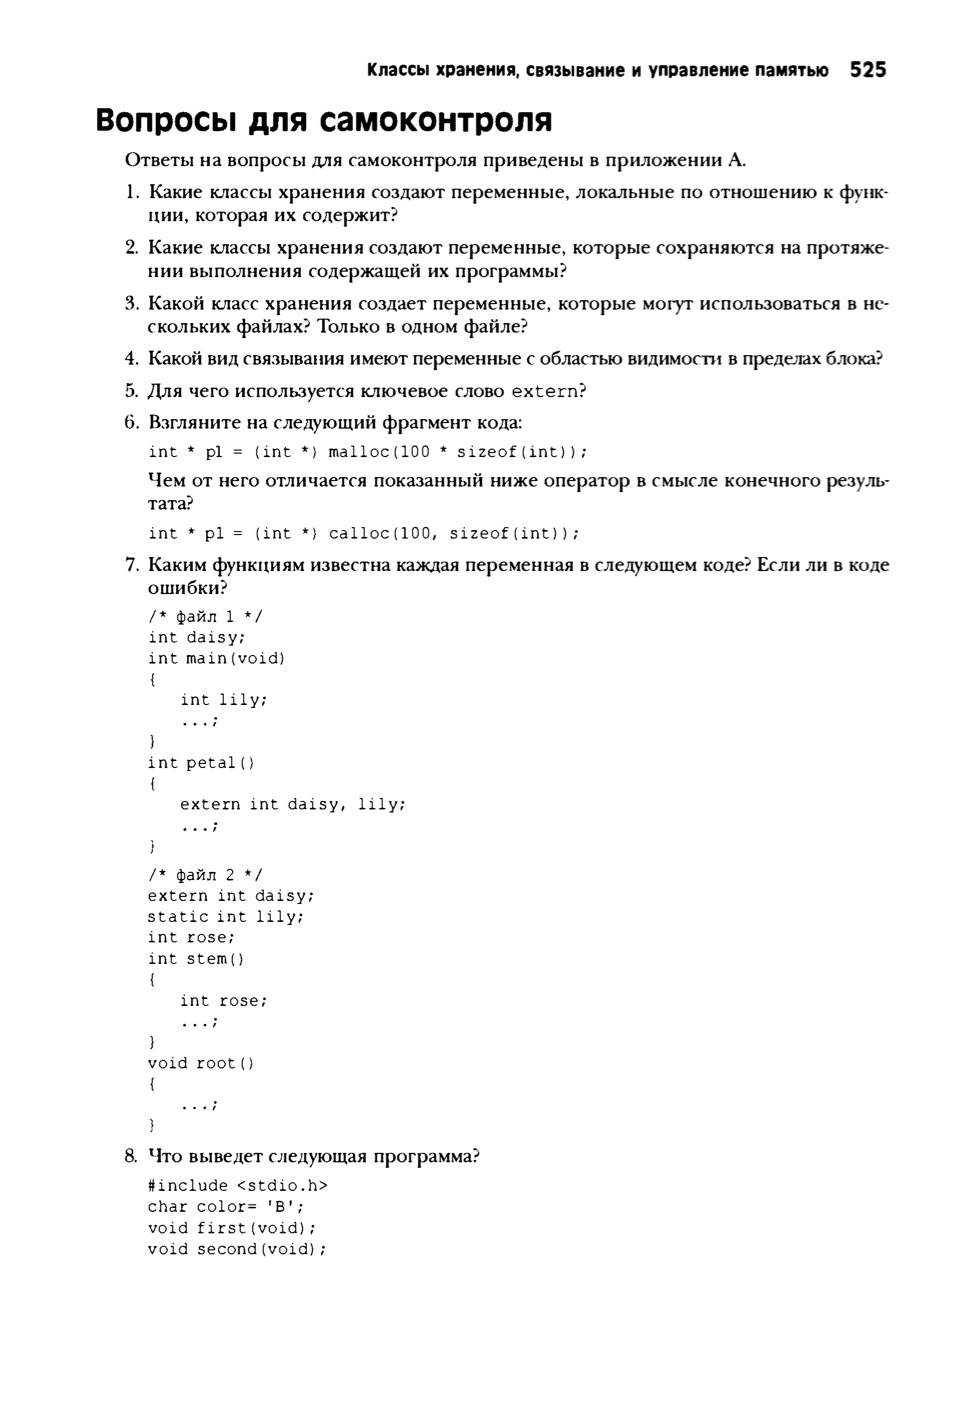 Классы хранения, связывание и управление памятью 525
Вопросы для самоконтроля
Ответы на вопросы для самоконтроля приведены в приложении А.
1. Какие классы хранения создают переменные, локальные по отношению к функ-
ции, которая их содержит?
2. Какие классы хранения создают переменные, которые сохраняются на протяже-
нии выполнения содержащей их программы?
3. Какой класс хранения создает переменные, которые могут использоваться в не-
скольких файлах? Только в одном файле?
4. Какой вид связывания имеют переменные с областью видимости в пределах блока?
5. Для чего используется ключевое слово extern?
6. Взгляните на следующий фрагмент кода:
int * p1 = (int *) malloc(100 * sizeof(int));
Чем от него отличается показанный ниже оператор в смысле конечного резуль-
тата?
int * p1 = (int *) calloc(100, sizeof(int));
7. Каким функциям известна каждая переменная в следующем коде? Если ли в коде
ошибки?
/* файл 1 */
int daisy;
int main(void)
{
int lily;
...;
}
int petal()
{
extern int daisy, lily;
...;
}
/* файл 2 */
extern int daisy;
static int lily;
int rose;
int stem()
{
int rose;
...;
}
void root()
{
...;
}
8. Что выведет следующая программа?
#include <stdio.h>
char color= 'B';
void first(void);
void second(void);